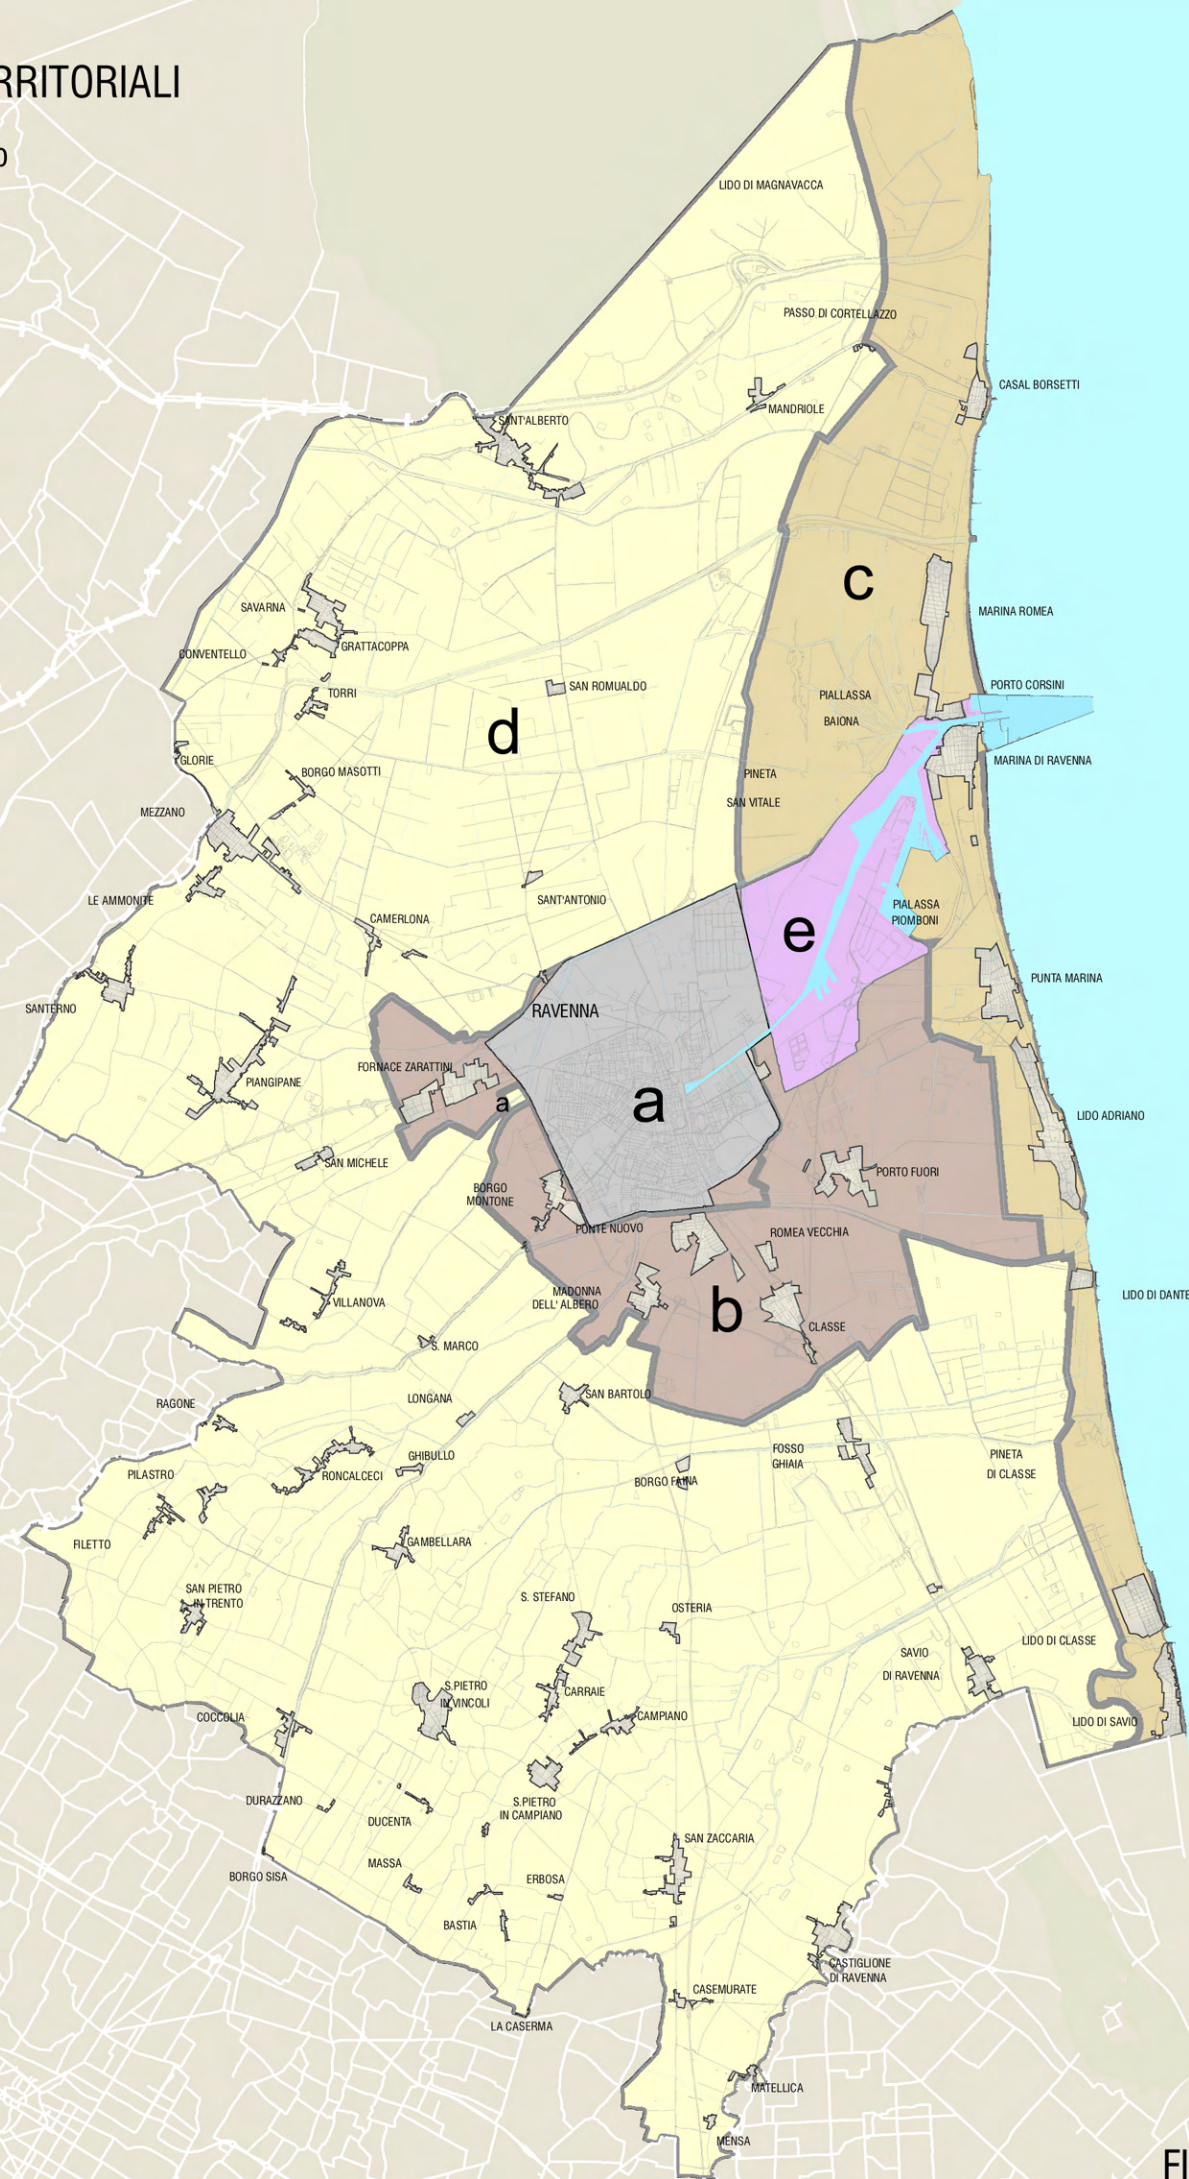 RRITORIALI
O
LIDO DI MAGNAVACCA
PASSO DI CORTELLAZZO
CASAL BORSETTI
MANDRIOLE
SANT'ALBERTO
c
SAVARNA
MARINA ROMEA
GRATTACOPPA
CONVENTELLO
PORTO CORSINI
SAN ROMUALDO
TORRI
PIALLASSA
BAIONA
d
GLORIE
MARINA DI RAVENNA
BORGO MASOTTI
PINETA
SAN VITALE
MEZZANO
LE AMMONITE
SANT'ANTONIO
PIALASSA
PIOMBONI
CAMERLONA
e
PUNTA MARINA
SANTERNO
RAVENNA
FORNACE ZARATTINI
PIANGIPANE
a
a
LIDO ADRIANO
SAN MICHELE
PORTO FUORI
BORGO
MONTONE
PONTE NUOVO
ROMEA VECCHIA
MADONNA
DELL' ALBERO
LIDO DI DANTE
VILLANOVA
b
CLASSE
S. MARCO
SAN BARTOLO
LONGANA
RAGONE
FOSSO
GHIAIA
PINETA
DI CLASSE
GHIBULLO
PILASTRO
RONCALCECI
BORGO FAINA
FILETTO
GAMBELLARA
SAN PIETRO
IN TRENTO
S. STEFANO
OSTERIA
LIDO DI CLASSE
SAVIO
DI RAVENNA
S.PIETRO
IN VINCOLI
CARRAIE
COCCOLIA
CAMPIANO
LIDO DI SAVIO
DURAZZANO
S.PIETRO
IN CAMPIANO
DUCENTA
SAN ZACCARIA
MASSA
BORGO SISA
ERBOSA
BASTIA
CASTIGLIONE
DI RAVENNA
CASEMURATE
LA CASERMA
MATELLICA
MENSA
FI